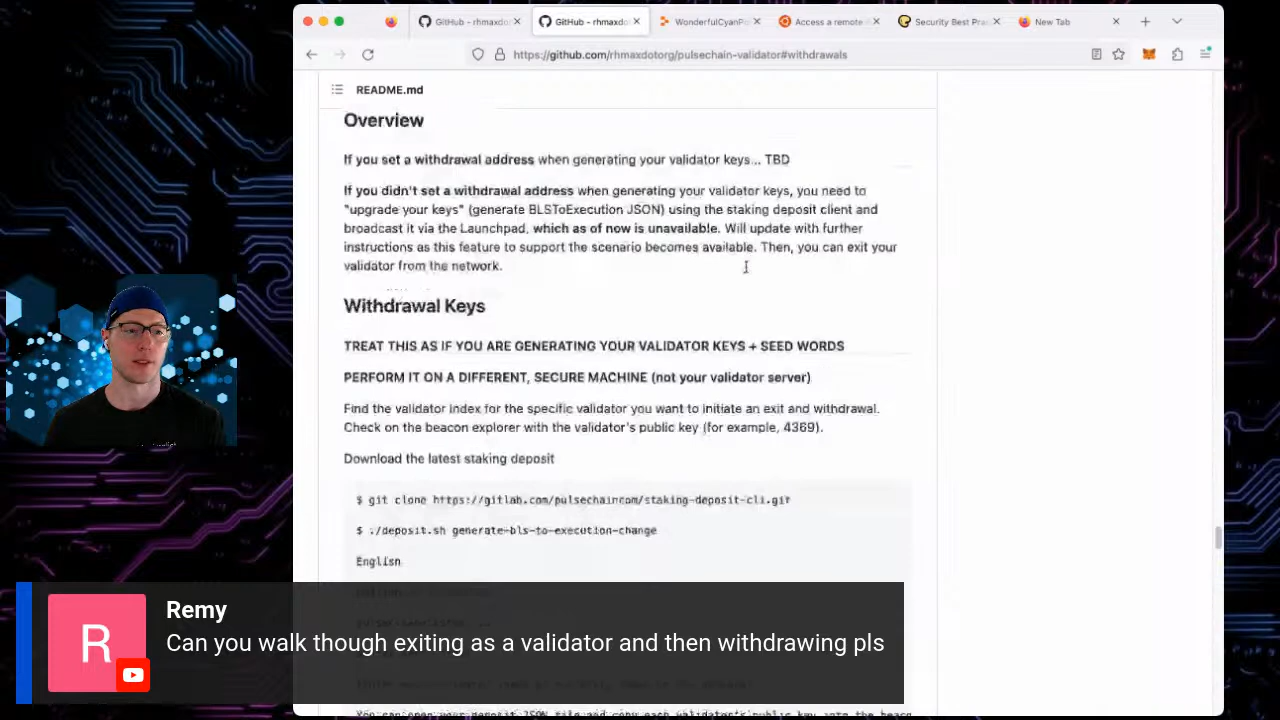 GitHub - rhmaxdo
GitHub - rhmaxdo
WonderfulCyanPi
Access a remote
Security Best Pra
New Tab
https://github.com/rhmaxdotorg/pulsechain-validator#withdrawals
README.md
Overview
If you set a withdrawal address when generating your validator keys... TBD
If you didn't set a withdrawal address when generating your validator keys, you need to
"upgrade your keys" (generate BLSToExecution JSON) using the staking deposit client and
broadcast it via the Launchpad, which as of now is unavailable. Will update with further
instructions as this feature to support the scenario becomes available. Then, you can exit your
validator from the network.
Withdrawal Keys
TREAT THIS AS IF YOU ARE GENERATING YOUR VALIDATOR KEYS + SEED WORDS
PERFORM IT ON A DIFFERENT, SECURE MACHINE (not your validator server)
Find the validator index for the specific validator you want to initiate an exit and withdrawal.
Check on the beacon explorer with the validator's public key (for example, 4369).
Download the latest staking deposit
$ git clone https://gitlab.com/pulsechaincom/staking-deposit-cli.git
$ ./deposit.sh generate-bls-to-execution-change
English
R
Remy
Can you walk though exiting as a validator and then withdrawing pls